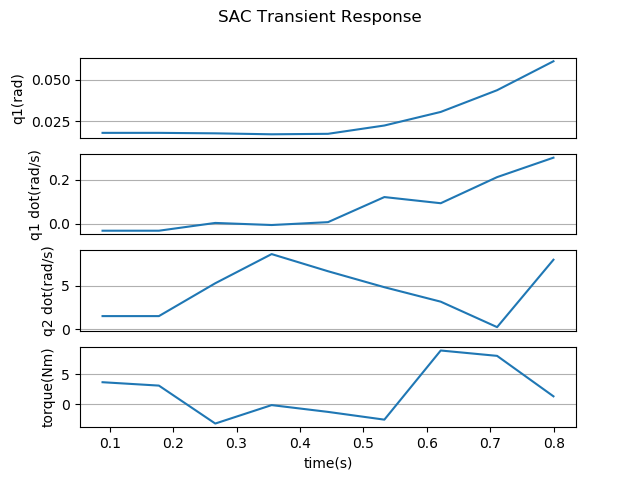 SAC Transient Response
q1(rad)
0.050
0.025
q1 dot(rad/s)
0.2
0.0
q2 dot(rad/s)
5
0
torque(Nm)
5
0
0.1 0.2 0.3 0.4 0.5 0.6 0.7 0.8
time(s)